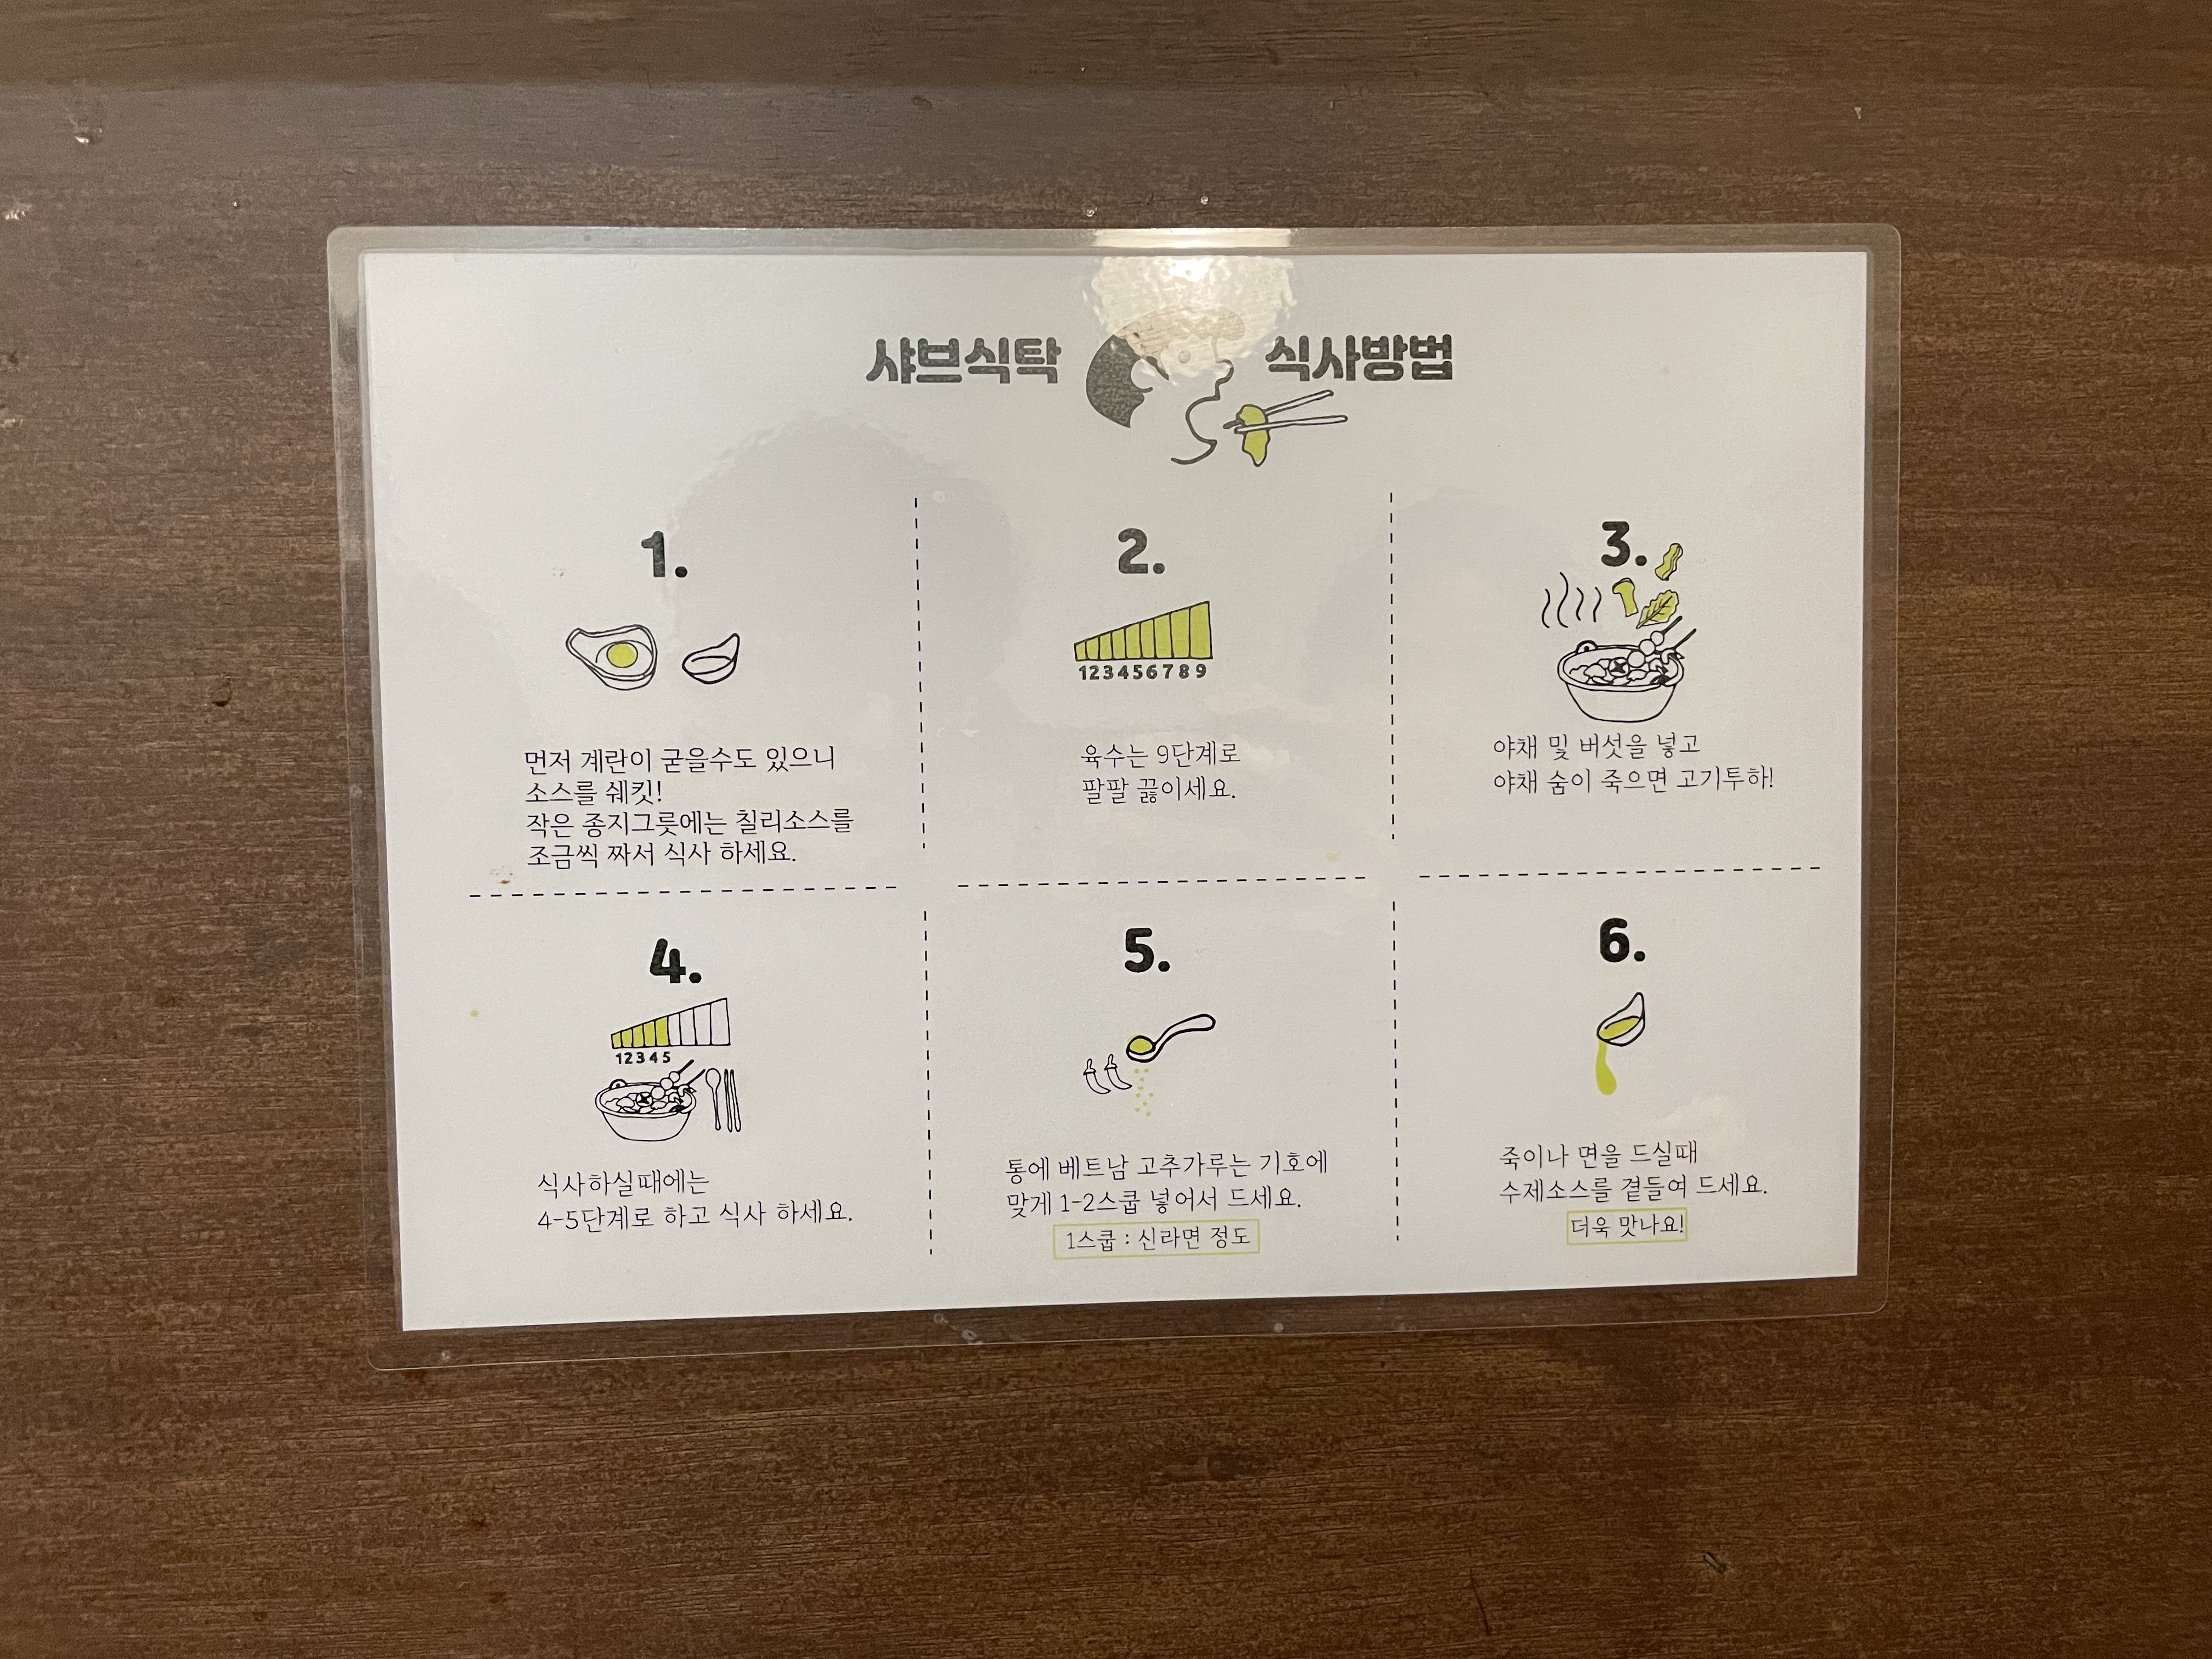 샤브식탁 식사방법
1.
먼저 계란이 굳을수도 있으니
소스를 쉐킷!
작은 종지그릇에는 칠리소스를
조금씩 짜서 식사 하세요.
2.
123456789
육수는 9단계로
팔팔 끓이세요.
3.
야채 및 버섯을 넣고
야채 숨이 죽으면 고기투하!
4.
12345
식사하실때에는
4-5단계로 하고 식사 하세요.
5.
통에 베트남 고추가루는 기호에
맞게 1-2스쿱 넣어서 드세요.
1스쿱 : 신라면 정도
6.
죽이나 면을 드실때
수제소스를 곁들여 드세요.
더욱 맛나요!